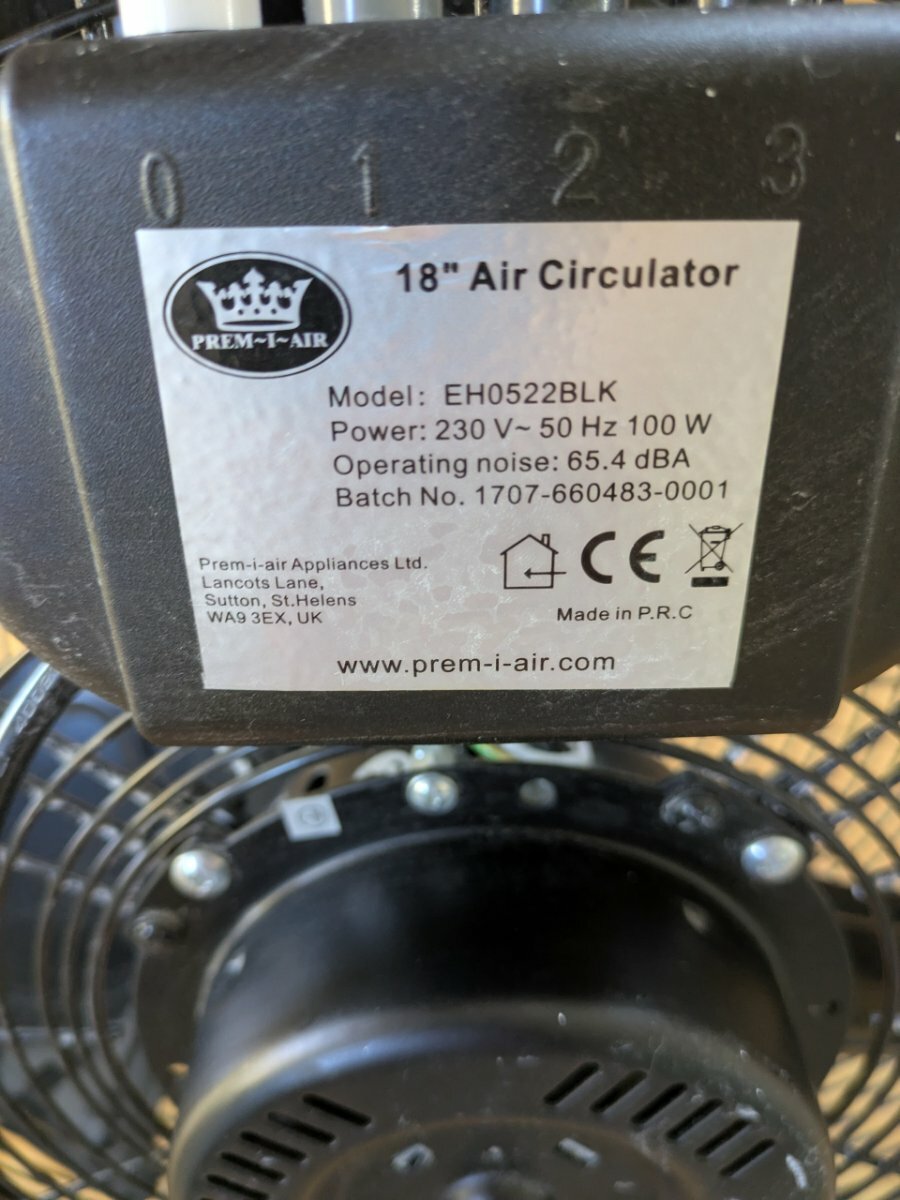 0 1 2 3
18" Air Circulator
PREM~I~AIR
Model: EH0522BLK
Power: 230 V~ 50 Hz 100 W
Operating noise: 65.4 dBA
Batch No. 1707-660483-0001
Prem-i-air Appliances Ltd.
Lancots Lane,
Sutton, St.Helens
WA9 3EX, UK
CE
Made in P.R.C
www.prem-i-air.com